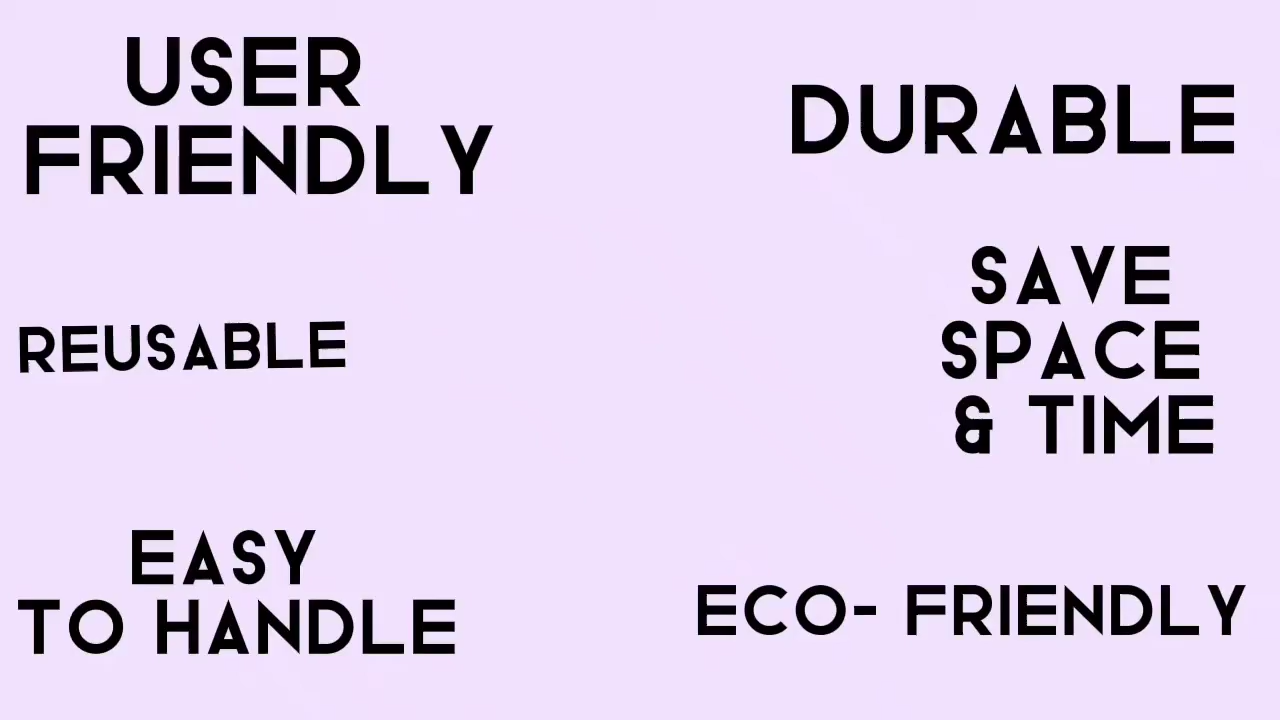 USER
FRIENDLY
DURABLE
REUSABLE
SAVE
SPACE
& TIME
EASY
TO HANDLE
ECO- FRIENDLY